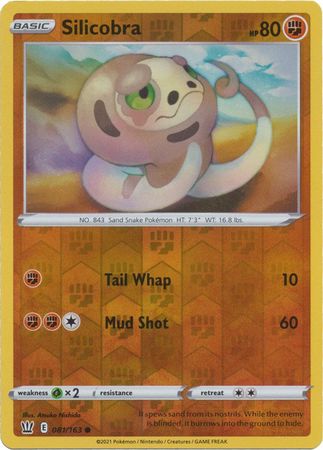 BASIC Silicobra HP 80
NO. 843 Sand Snake Pokémon HT: 7'3" WT: 16.8 lbs.
Tail Whap 10
Mud Shot 60
weakness ×2 resistance retreat
Illus. Atsuko Nishida
It spews sand from its nostrils. While the enemy
is blinded, it burrows into the ground to hide.
E 081/163
©2021 Pokémon / Nintendo / Creatures / GAME FREAK